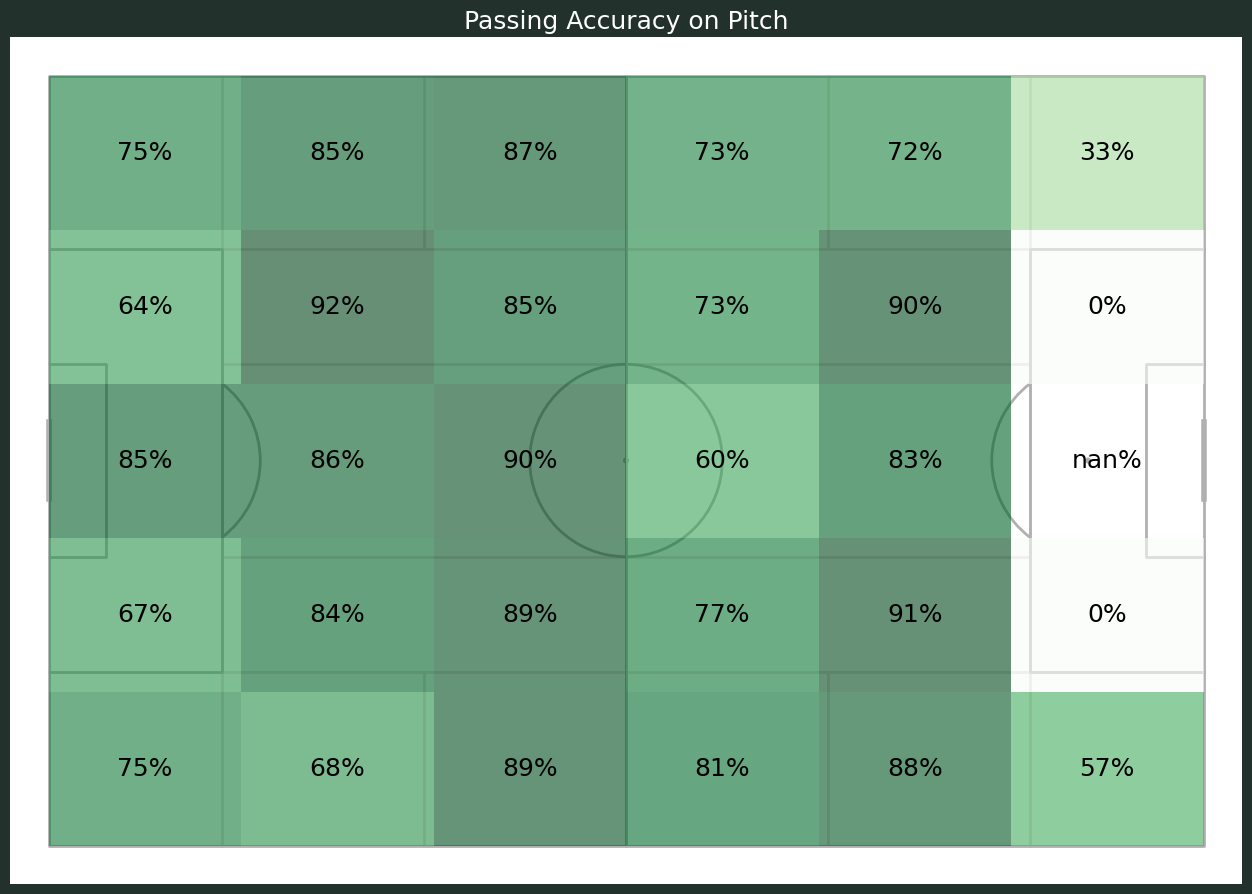 Passing Accuracy on Pitch
75% 85% 87% 73% 72% 33%
64% 92% 85% 73% 90% 0%
85% 86% 90% 60% 83% nan%
67% 84% 89% 77% 91% 0%
75% 68% 89% 81% 88% 57%